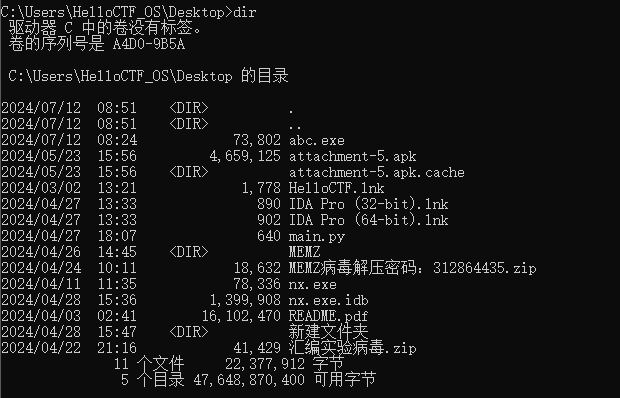 C:\Users\HelloCTF_OS\Desktop>dir
驱动器 C 中的卷没有标签。
卷的序列号是 A4D0-9B5A
C:\Users\HelloCTF_OS\Desktop 的目录
2024/07/12  08:51    <DIR>          .
2024/07/12  08:51    <DIR>          ..
2024/07/12  08:24            73,802 abc.exe
2024/05/23  15:56         4,659,125 attachment-5.apk
2024/05/23  15:56    <DIR>          attachment-5.apk.cache
2024/03/02  13:21             1,778 HelloCTF.lnk
2024/04/27  13:33               890 IDA Pro (32-bit).lnk
2024/04/27  13:33               902 IDA Pro (64-bit).lnk
2024/04/27  18:07               640 main.py
2024/04/26  14:45    <DIR>          MEMZ
2024/04/24  10:11            18,632 MEMZ病毒解压密码：312864435.zip
2024/04/11  11:35            78,336 nx.exe
2024/04/28  15:36         1,399,908 nx.exe.idb
2024/04/03  02:41        16,102,470 README.pdf
2024/04/28  15:47    <DIR>          新建文件夹
2024/04/22  21:16            41,429 汇编实验病毒.zip
11 个文件     22,377,912 字节
5 个目录 47,648,870,400 可用字节